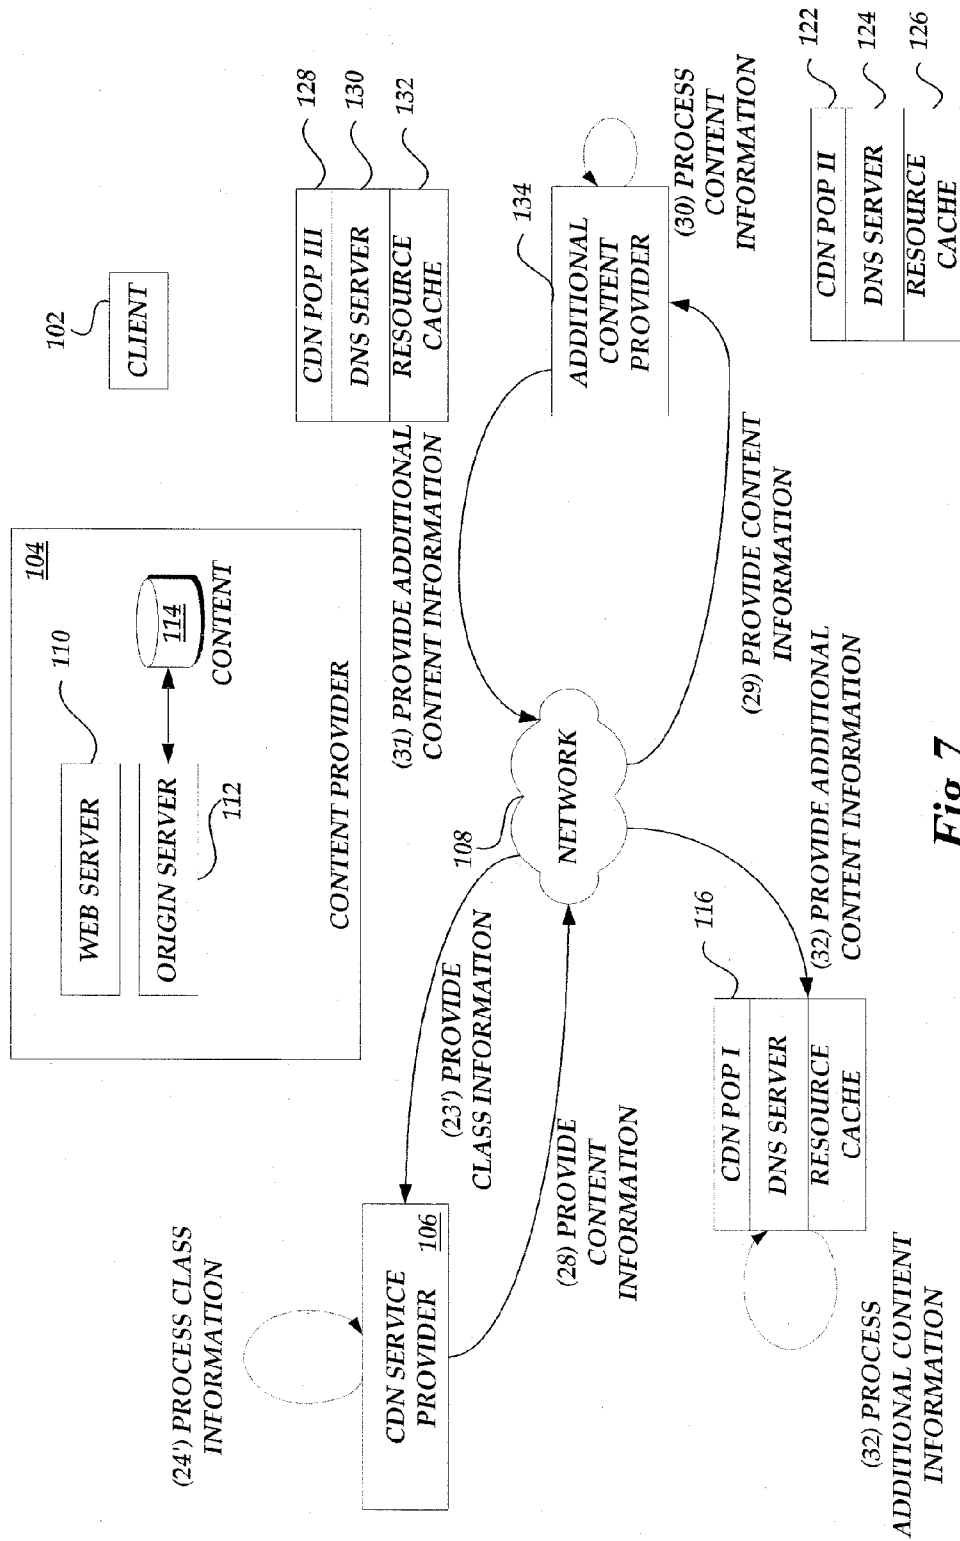 104
WEB SERVER
110
ORIGIN SERVER
112
114
CONTENT
CONTENT PROVIDER
102
CLIENT
(24') PROCESS CLASS
INFORMATION
CDN SERVICE
PROVIDER
106
(23') PROVIDE
CLASS INFORMATION
(28) PROVIDE
CONTENT
INFORMATION
108
NETWORK
(31) PROVIDE ADDITIONAL
CONTENT INFORMATION
CDN POP III
DNS SERVER
RESOURCE
CACHE
128
130
132
134
ADDITIONAL
CONTENT
PROVIDER
(30) PROCESS
CONTENT
INFORMATION
(29) PROVIDE CONTENT
INFORMATION
116
CDN POP I
DNS SERVER
RESOURCE
CACHE
(32) PROVIDE ADDITIONAL
CONTENT INFORMATION
(32) PROCESS
ADDITIONAL CONTENT
INFORMATION
CDN POP II
DNS SERVER
RESOURCE
CACHE
122
124
126
Fig.7.